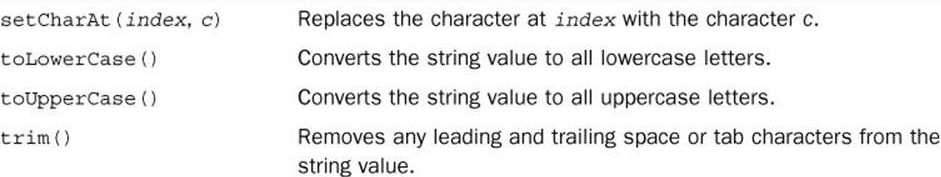 setCharAt(index, c) Replaces the character at index with the character c.
toLowerCase() Converts the string value to all lowercase letters.
toUpperCase() Converts the string value to all uppercase letters.
trim() Removes any leading and trailing space or tab characters from the
string value.